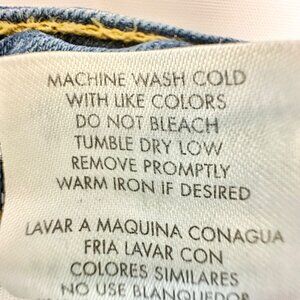 MACHINE WASH COLD
WITH LIKE COLORS
DO NOT BLEACH
TUMBLE DRY LOW
REMOVE PROMPTLY
WARM IRON IF DESIRED
LAVAR A MAQUINA CONAGUA
FRIA LAVAR CON
COLORES SIMILARES
NO USE BLANQUEDOR